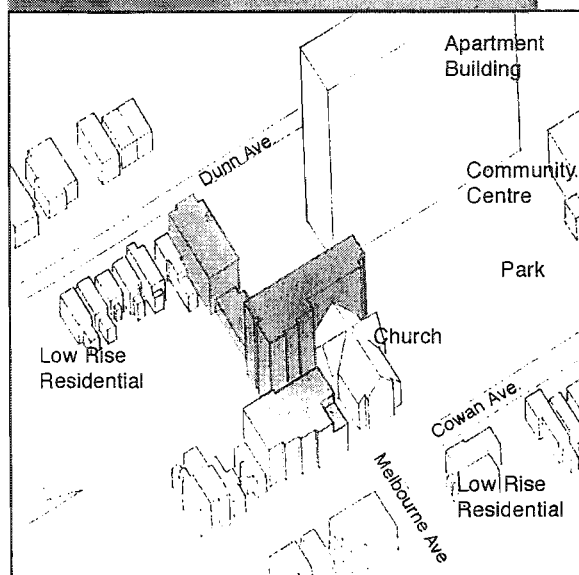 Apartment
Building
Dunn Ave.
Community
Centre
Park
Church
Low Rise
Residential
Cowan Ave.
Melbourne Ave
Low Rise
Residential